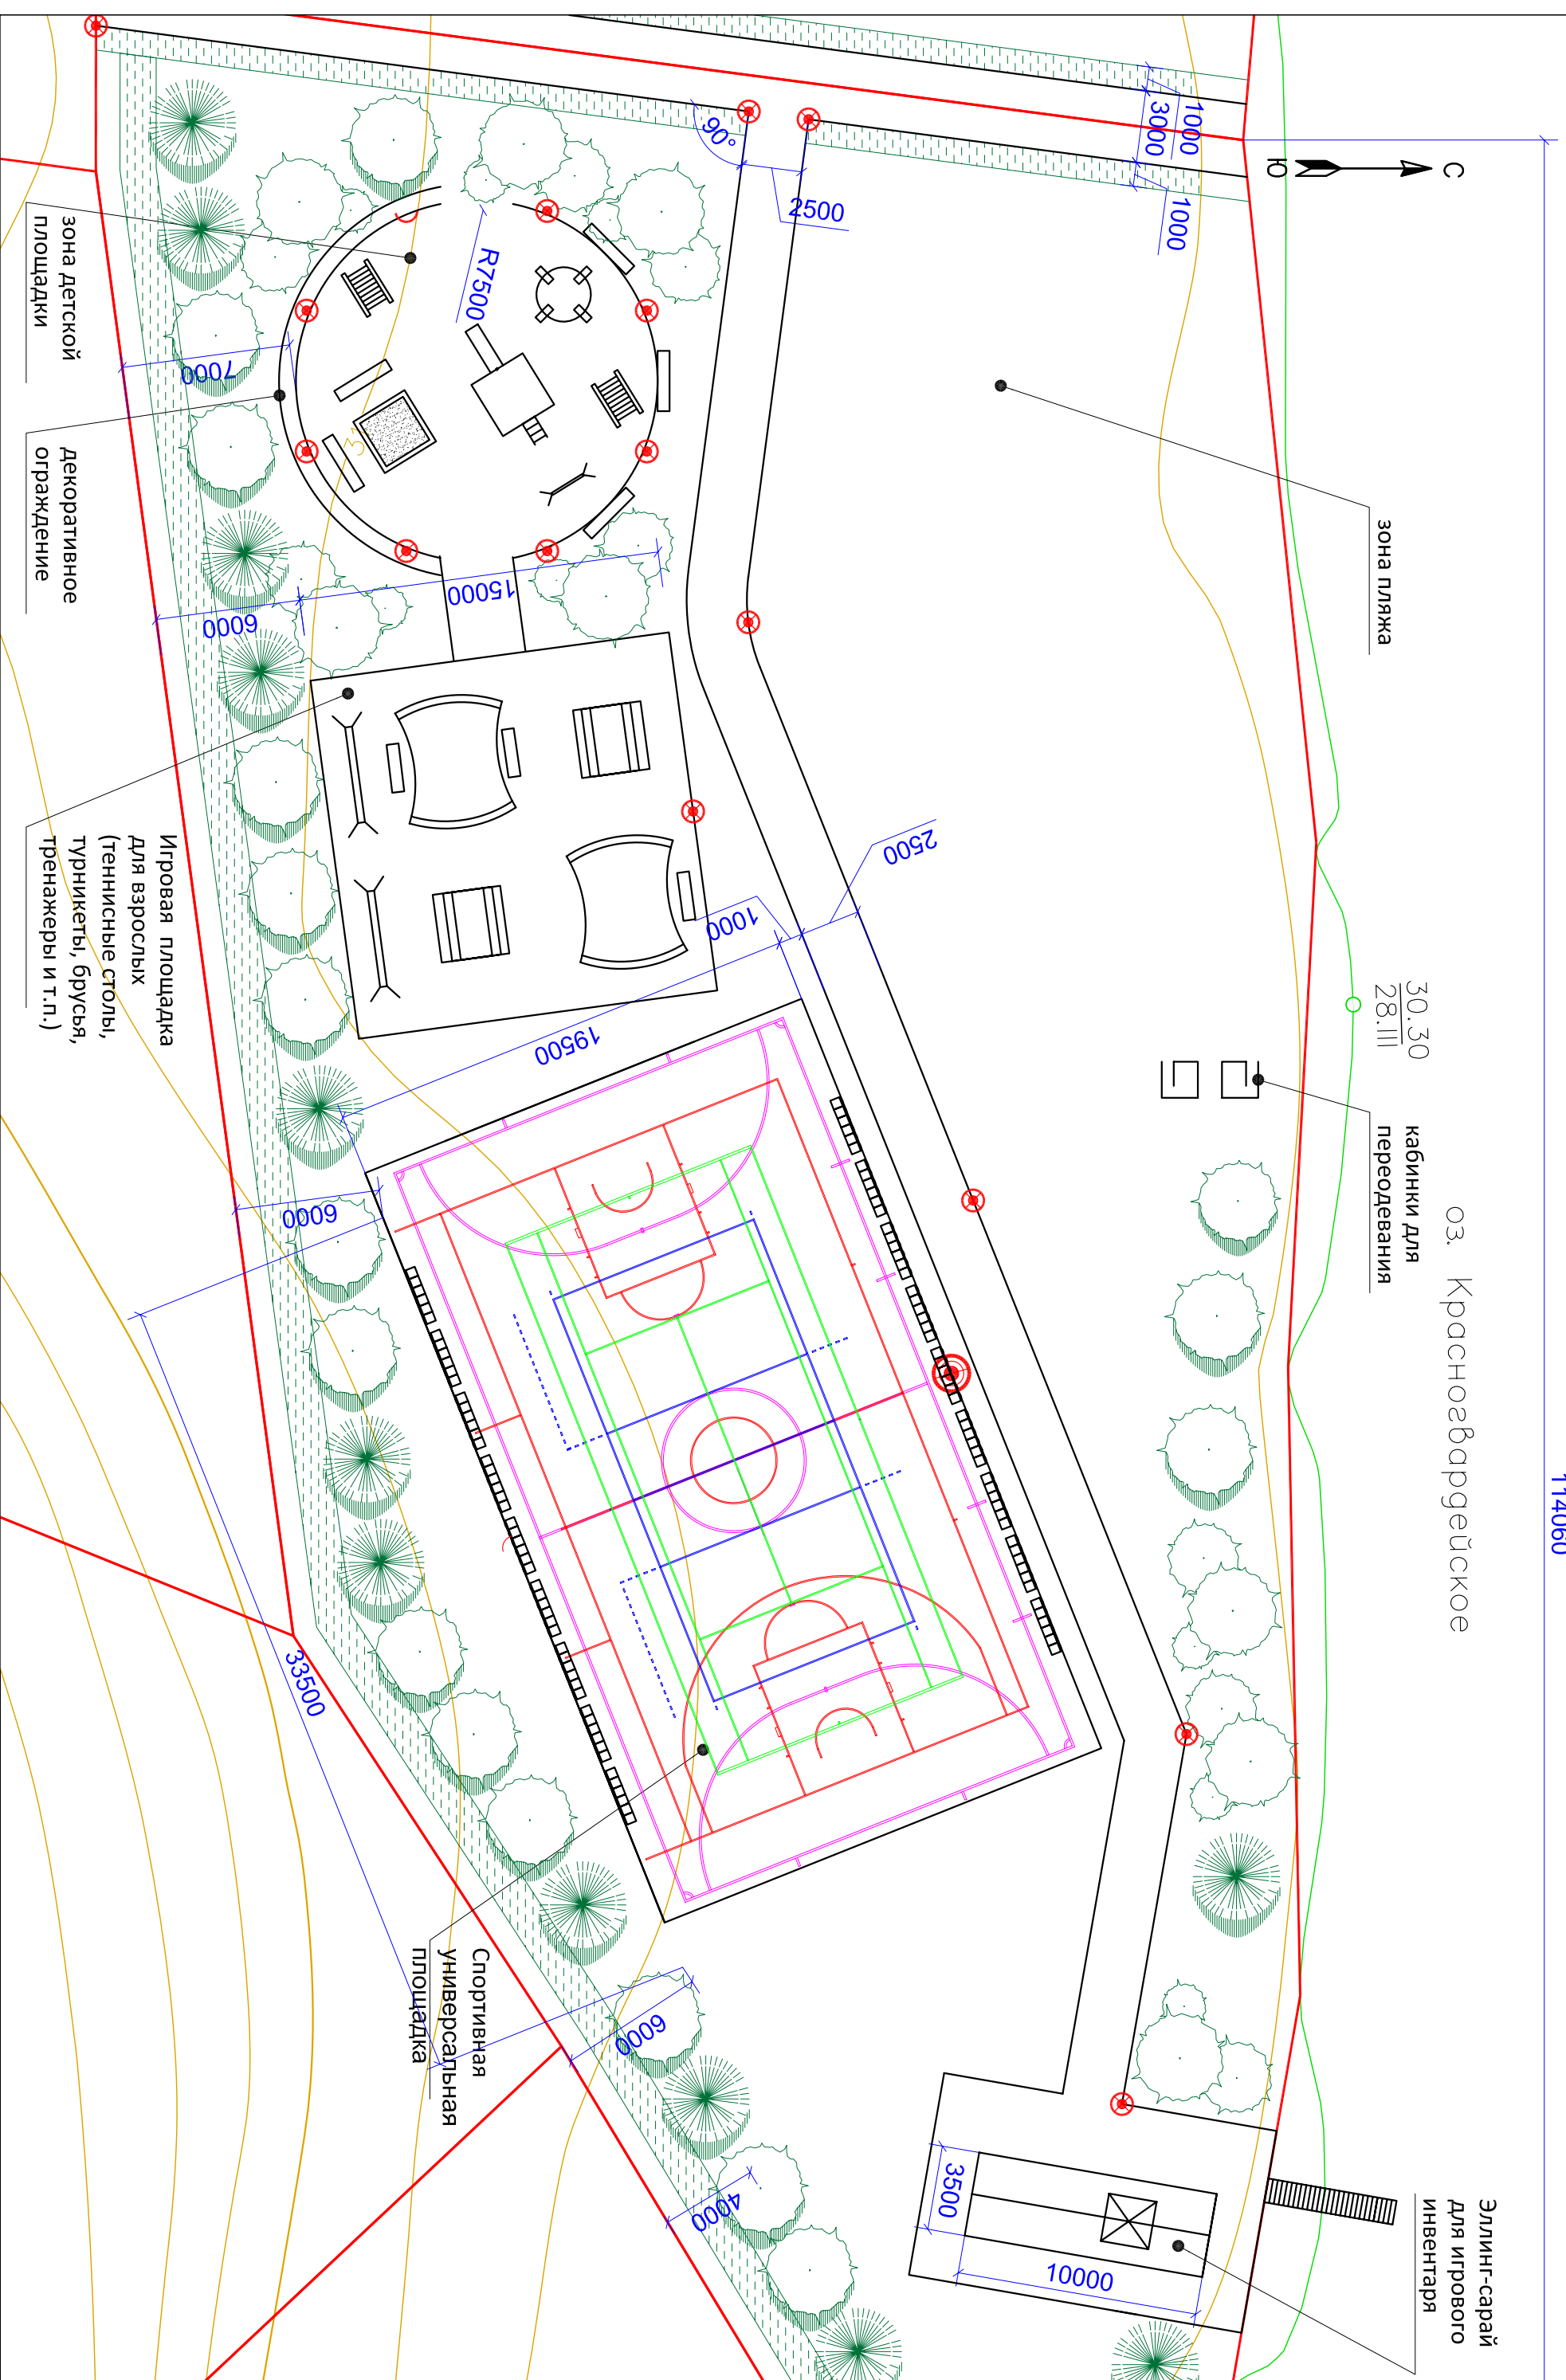 1000
3000
1000
С
Ю
90°
2500
R7500
зона детской
площадки
7000
декоративное
ограждение
зона пляжа
15000
6000
Игровая площадка
для взрослых
(теннисные столы,
турникеты, брусья,
тренажеры и т.п.)
2500
1000
19500
30.30
28.III
кабинки для
переодевания
оз. Красногвардейское
114060
6000
33500
Спортивная
универсальная
площадка
6000
4000
3500
10000
Эллинг-сарай
для игрового
инвентаря